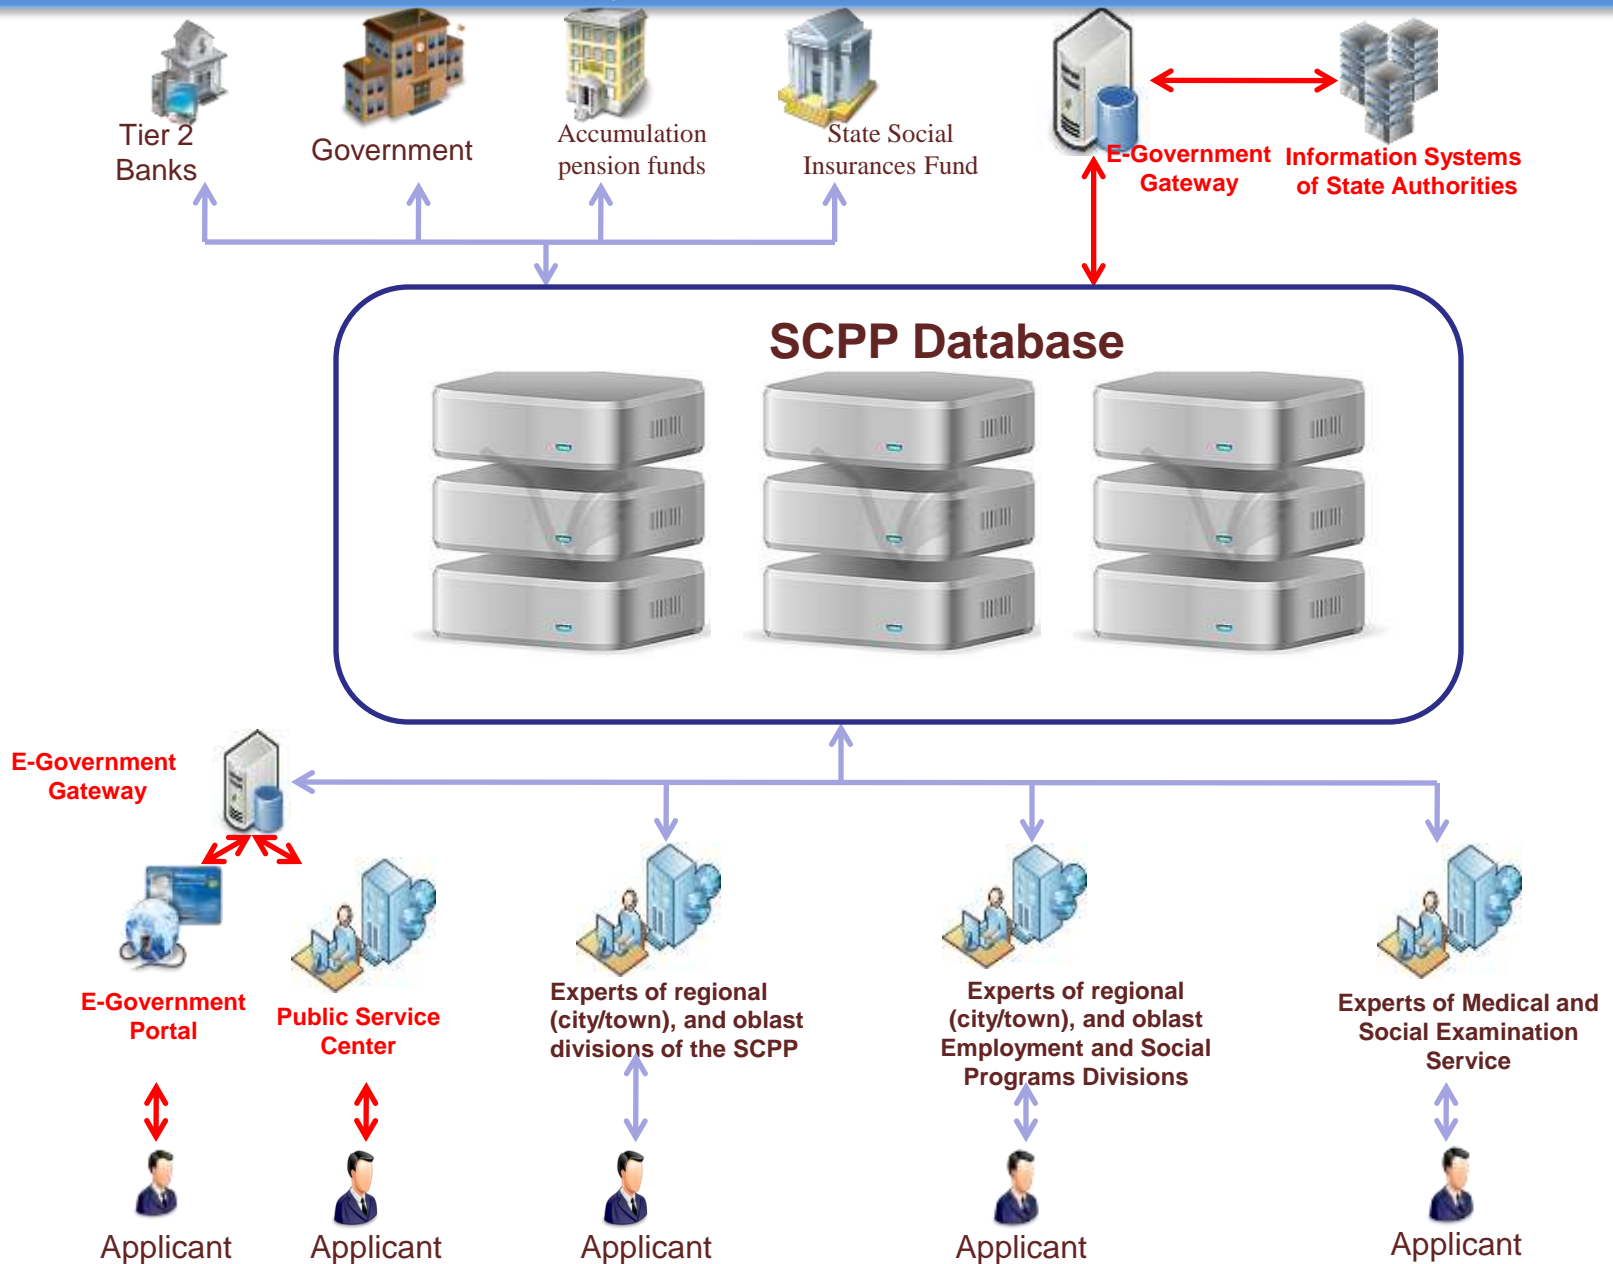 Tier 2
Banks
Government
Accumulation
pension funds
State Social
Insurances Fund
E-Government
Gateway
Information Systems
of State Authorities
SCPP Database
E-Government
Gateway
E-Government
Portal
Public Service
Center
Experts of regional
(city/town), and oblast
divisions of the SCPP
Experts of regional
(city/town), and oblast
Employment and Social
Programs Divisions
Experts of Medical and
Social Examination
Service
Applicant
Applicant
Applicant
Applicant
Applicant